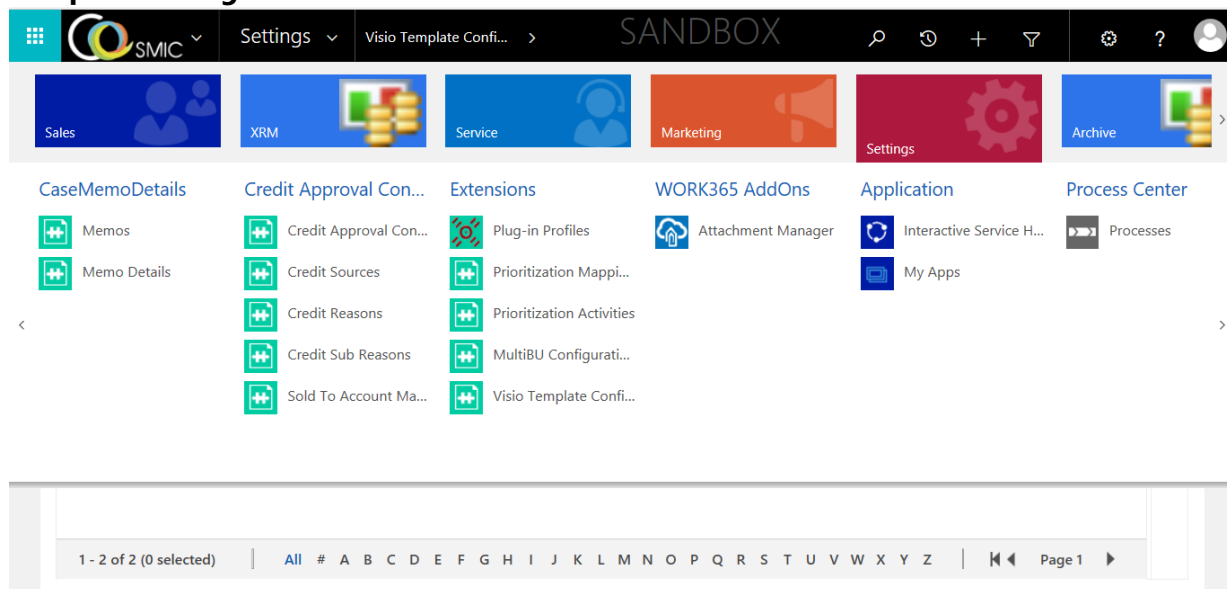 SMIC
Settings
Visio Template Confi...
SANDBOX
?
Sales
XRM
Service
Marketing
Settings
Archive
CaseMemoDetails
Credit Approval Con...
Extensions
WORK365 AddOns
Application
Process Center
Memos
Credit Approval Con...
Plug-in Profiles
Attachment Manager
Interactive Service H...
Processes
Memo Details
Credit Sources
Prioritization Mappi...
My Apps
Credit Reasons
Prioritization Activities
Credit Sub Reasons
MultiBU Configurati...
Sold To Account Ma...
Visio Template Confi...
1 - 2 of 2 (0 selected)
All # A B C D E F G H I J K L M N O P Q R S T U V W X Y Z
Page 1